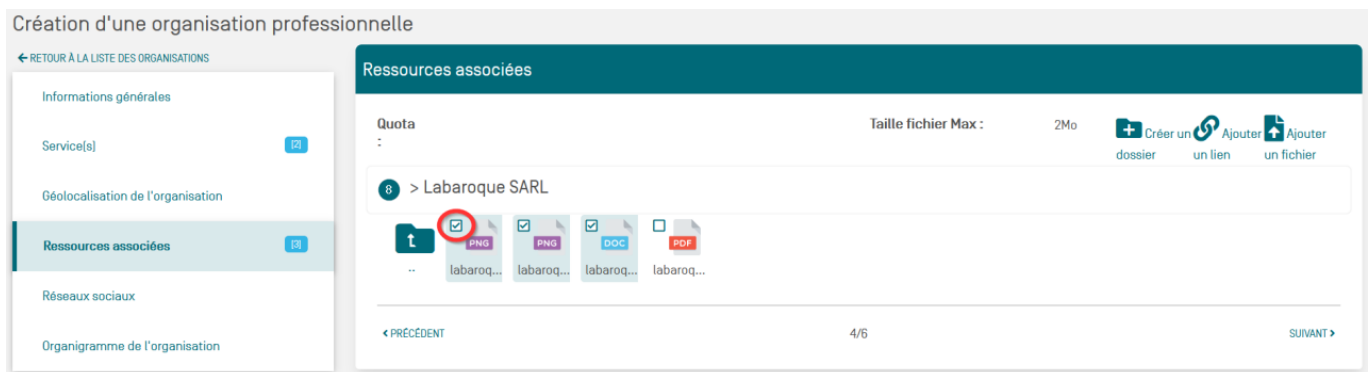 Création d'une organisation professionnelle
RETOUR À LA LISTE DES ORGANISATIONS
Informations générales
Service(s) [2]
Géolocalisation de l'organisation
Ressources associées [3]
Réseaux sociaux
Organigramme de l'organisation
Ressources associées
Quota :
Taille fichier Max : 2Mo
Créer un dossier
Ajouter un lien
Ajouter un fichier
8 > Labaroque SARL
PNG PNG DOC PDF
.. labaroq... labaroq... labaroq... labaroq...
< PRÉCÉDENT 4/6 SUIVANT >